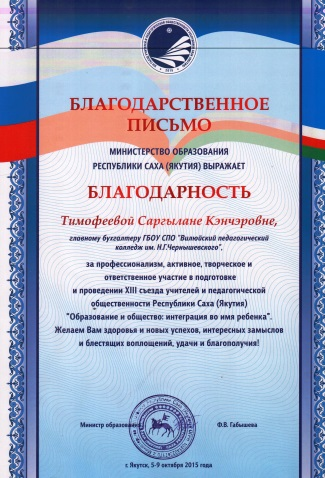 БЛАГОДАРСТВЕННОЕ
ПИСЬМО
МИНИСТЕРСТВО ОБРАЗОВАНИЯ
РЕСПУБЛИКИ САХА (ЯКУТИЯ) ВЫРАЖАЕТ
БЛАГОДАРНОСТЬ
Тимофеевой Саргылане Кэнчэровне,
главному бухгалтеру ГБОУ СПО "Вилюйский педагогический
колледж им. Н.Г.Чернышевского",
за профессионализм, активное, творческое и
ответственное участие в подготовке
и проведении XIII съезда учителей и педагогической
общественности Республики Саха (Якутия)
"Образование и общество: интеграция во имя ребенка".
Желаем Вам здоровья и новых успехов, интересных замыслов
и блестящих воплощений, удачи и благополучия!
Министр образования Ф.В. Габышева
г. Якутск, 5-9 октября 2015 года